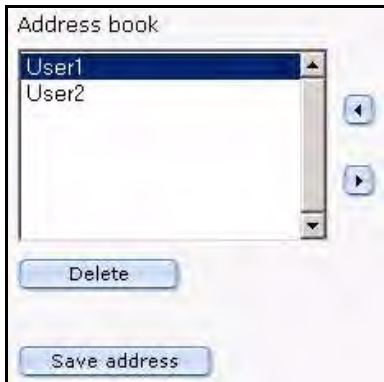 Address book
User1
User2
Delete
Save address